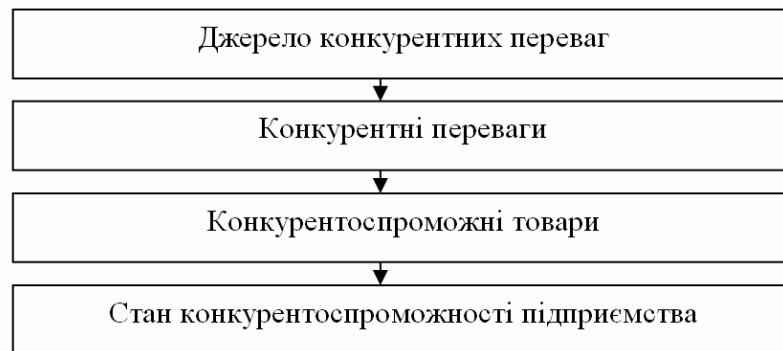 Джерело конкурентних переваг
Конкурентні переваги
Конкурентоспроможні товари
Стан конкурентоспроможності підприємства